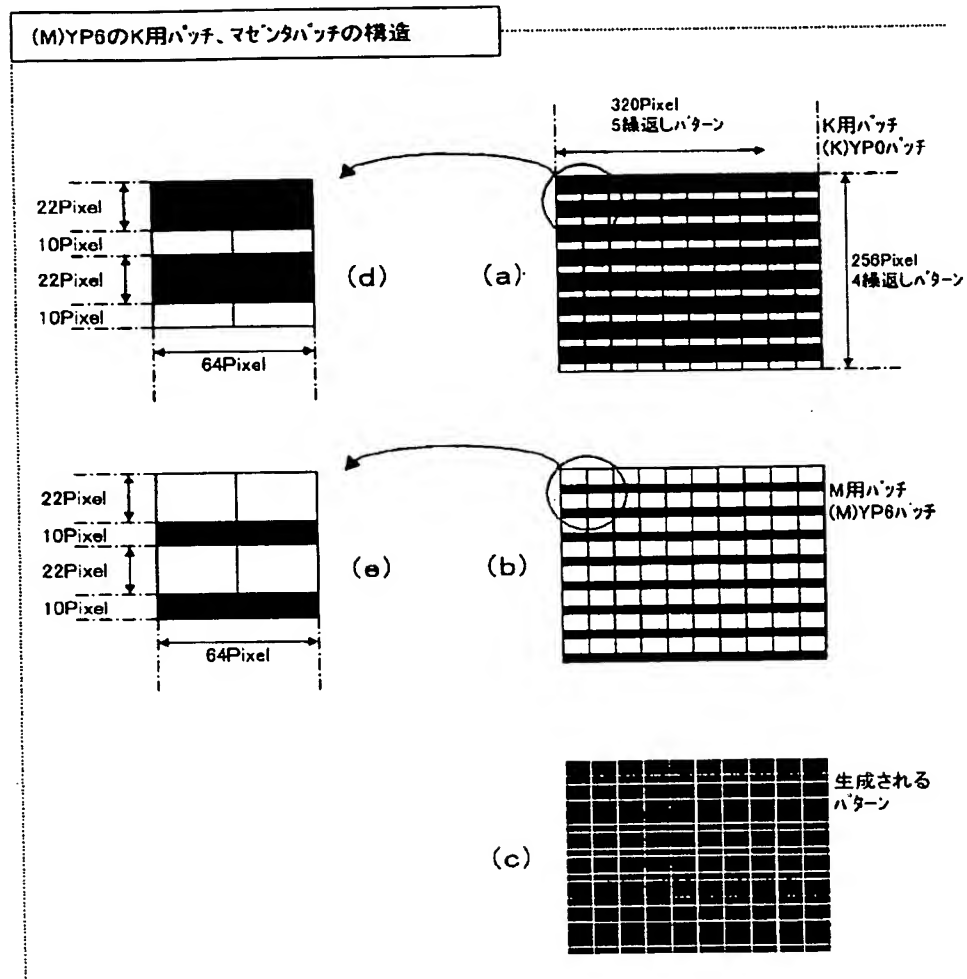 (M)YP6のK用パッチ、マゼンタパッチの構造
320Pixel
5繰返しパターン
K用パッチ
(K)YP0パッチ
22Pixel
10Pixel
22Pixel
10Pixel
(d)
(a)
256Pixel
4繰返しパターン
64Pixel
22Pixel
10Pixel
22Pixel
10Pixel
(e)
(b)
M用パッチ
(M)YP6パッチ
64Pixel
生成される
パターン
(c)